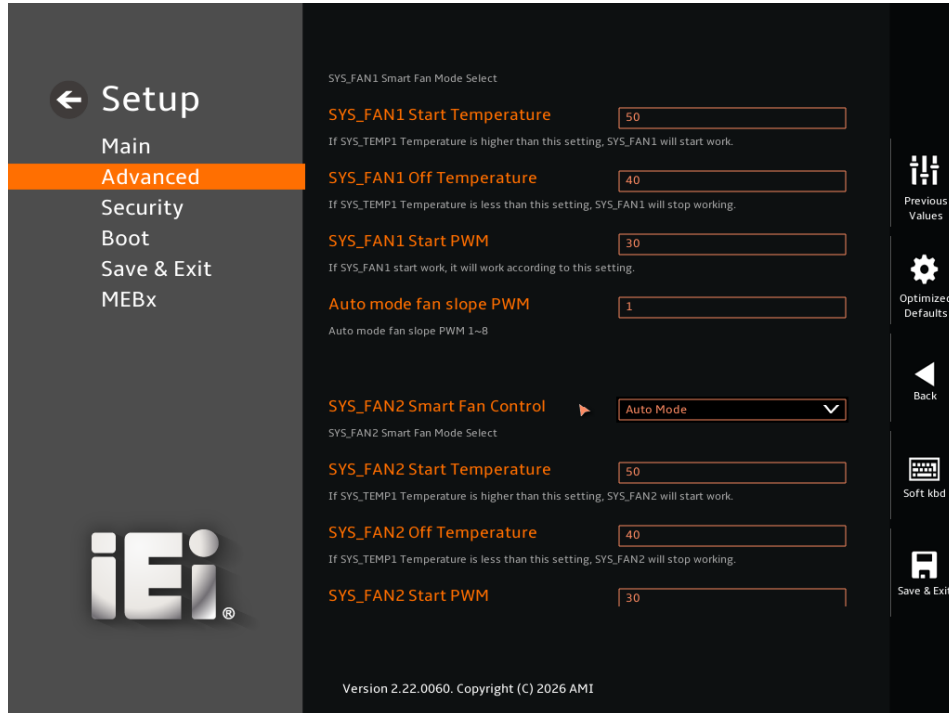 Setup
Main
Advanced
Security
Boot
Save & Exit
MEBx
iEi®
SYS_FAN1 Smart Fan Mode Select
SYS_FAN1 Start Temperature 50
If SYS_TEMP1 Temperature is higher than this setting, SYS_FAN1 will start work.
SYS_FAN1 Off Temperature 40
If SYS_TEMP1 Temperature is less than this setting, SYS_FAN1 will stop working.
SYS_FAN1 Start PWM 30
If SYS_FAN1 start work, it will work according to this setting.
Auto mode fan slope PWM 1
Auto mode fan slope PWM 1~8
SYS_FAN2 Smart Fan Control Auto Mode
SYS_FAN2 Smart Fan Mode Select
SYS_FAN2 Start Temperature 50
If SYS_TEMP1 Temperature is higher than this setting, SYS_FAN2 will start work.
SYS_FAN2 Off Temperature 40
If SYS_TEMP1 Temperature is less than this setting, SYS_FAN2 will stop working.
SYS_FAN2 Start PWM 30
Version 2.22.0060. Copyright (C) 2026 AMI
Previous
Values
Optimized
Defaults
Back
Soft kbd
Save & Exit